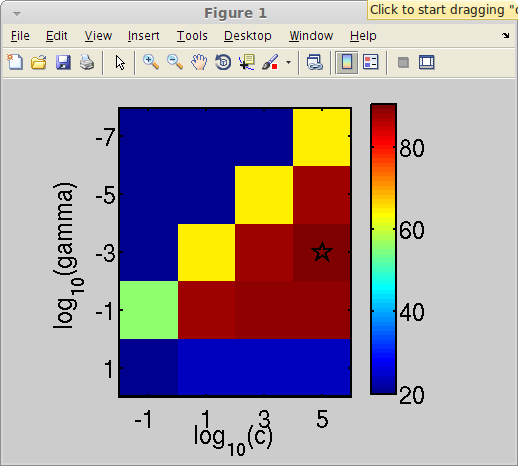 Figure 1
Click to start dragging "
File Edit View Insert Tools Desktop Window Help
-7
-5
-3
-1
1
log10(gamma)
-1 1 3 5
log10(c)
80
60
40
20